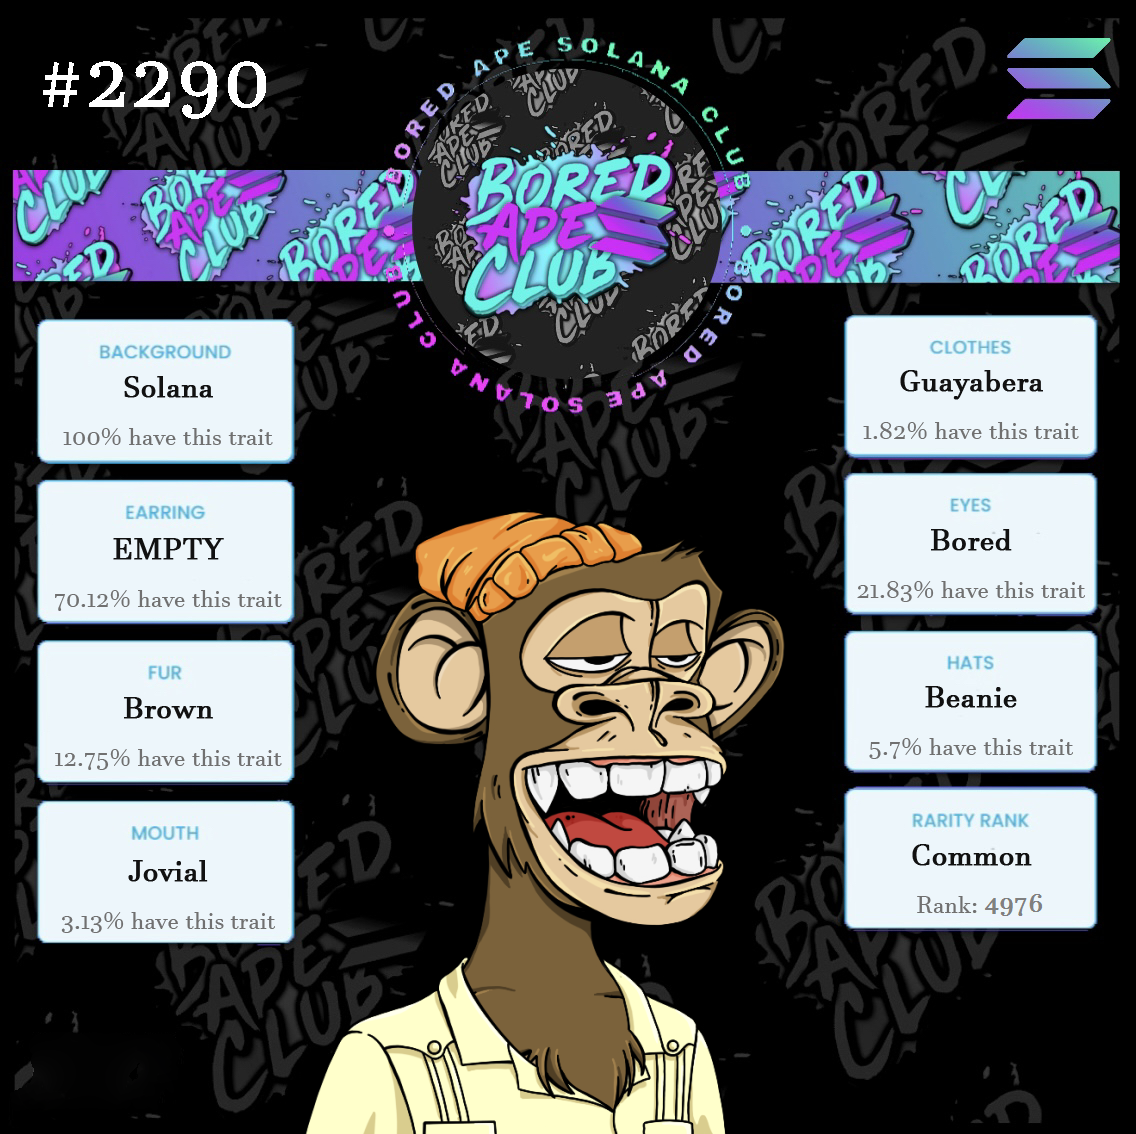 #2290
BORED APE SOLANA CLUB
BORED APE SOLANA CLUB
BORED
APE
CLUB
BACKGROUND
Solana
100% have this trait
EARRING
EMPTY
70.12% have this trait
FUR
Brown
12.75% have this trait
MOUTH
Jovial
3.13% have this trait
CLOTHES
Guayabera
1.82% have this trait
EYES
Bored
21.83% have this trait
HATS
Beanie
5.7% have this trait
RARITY RANK
Common
Rank: 4976